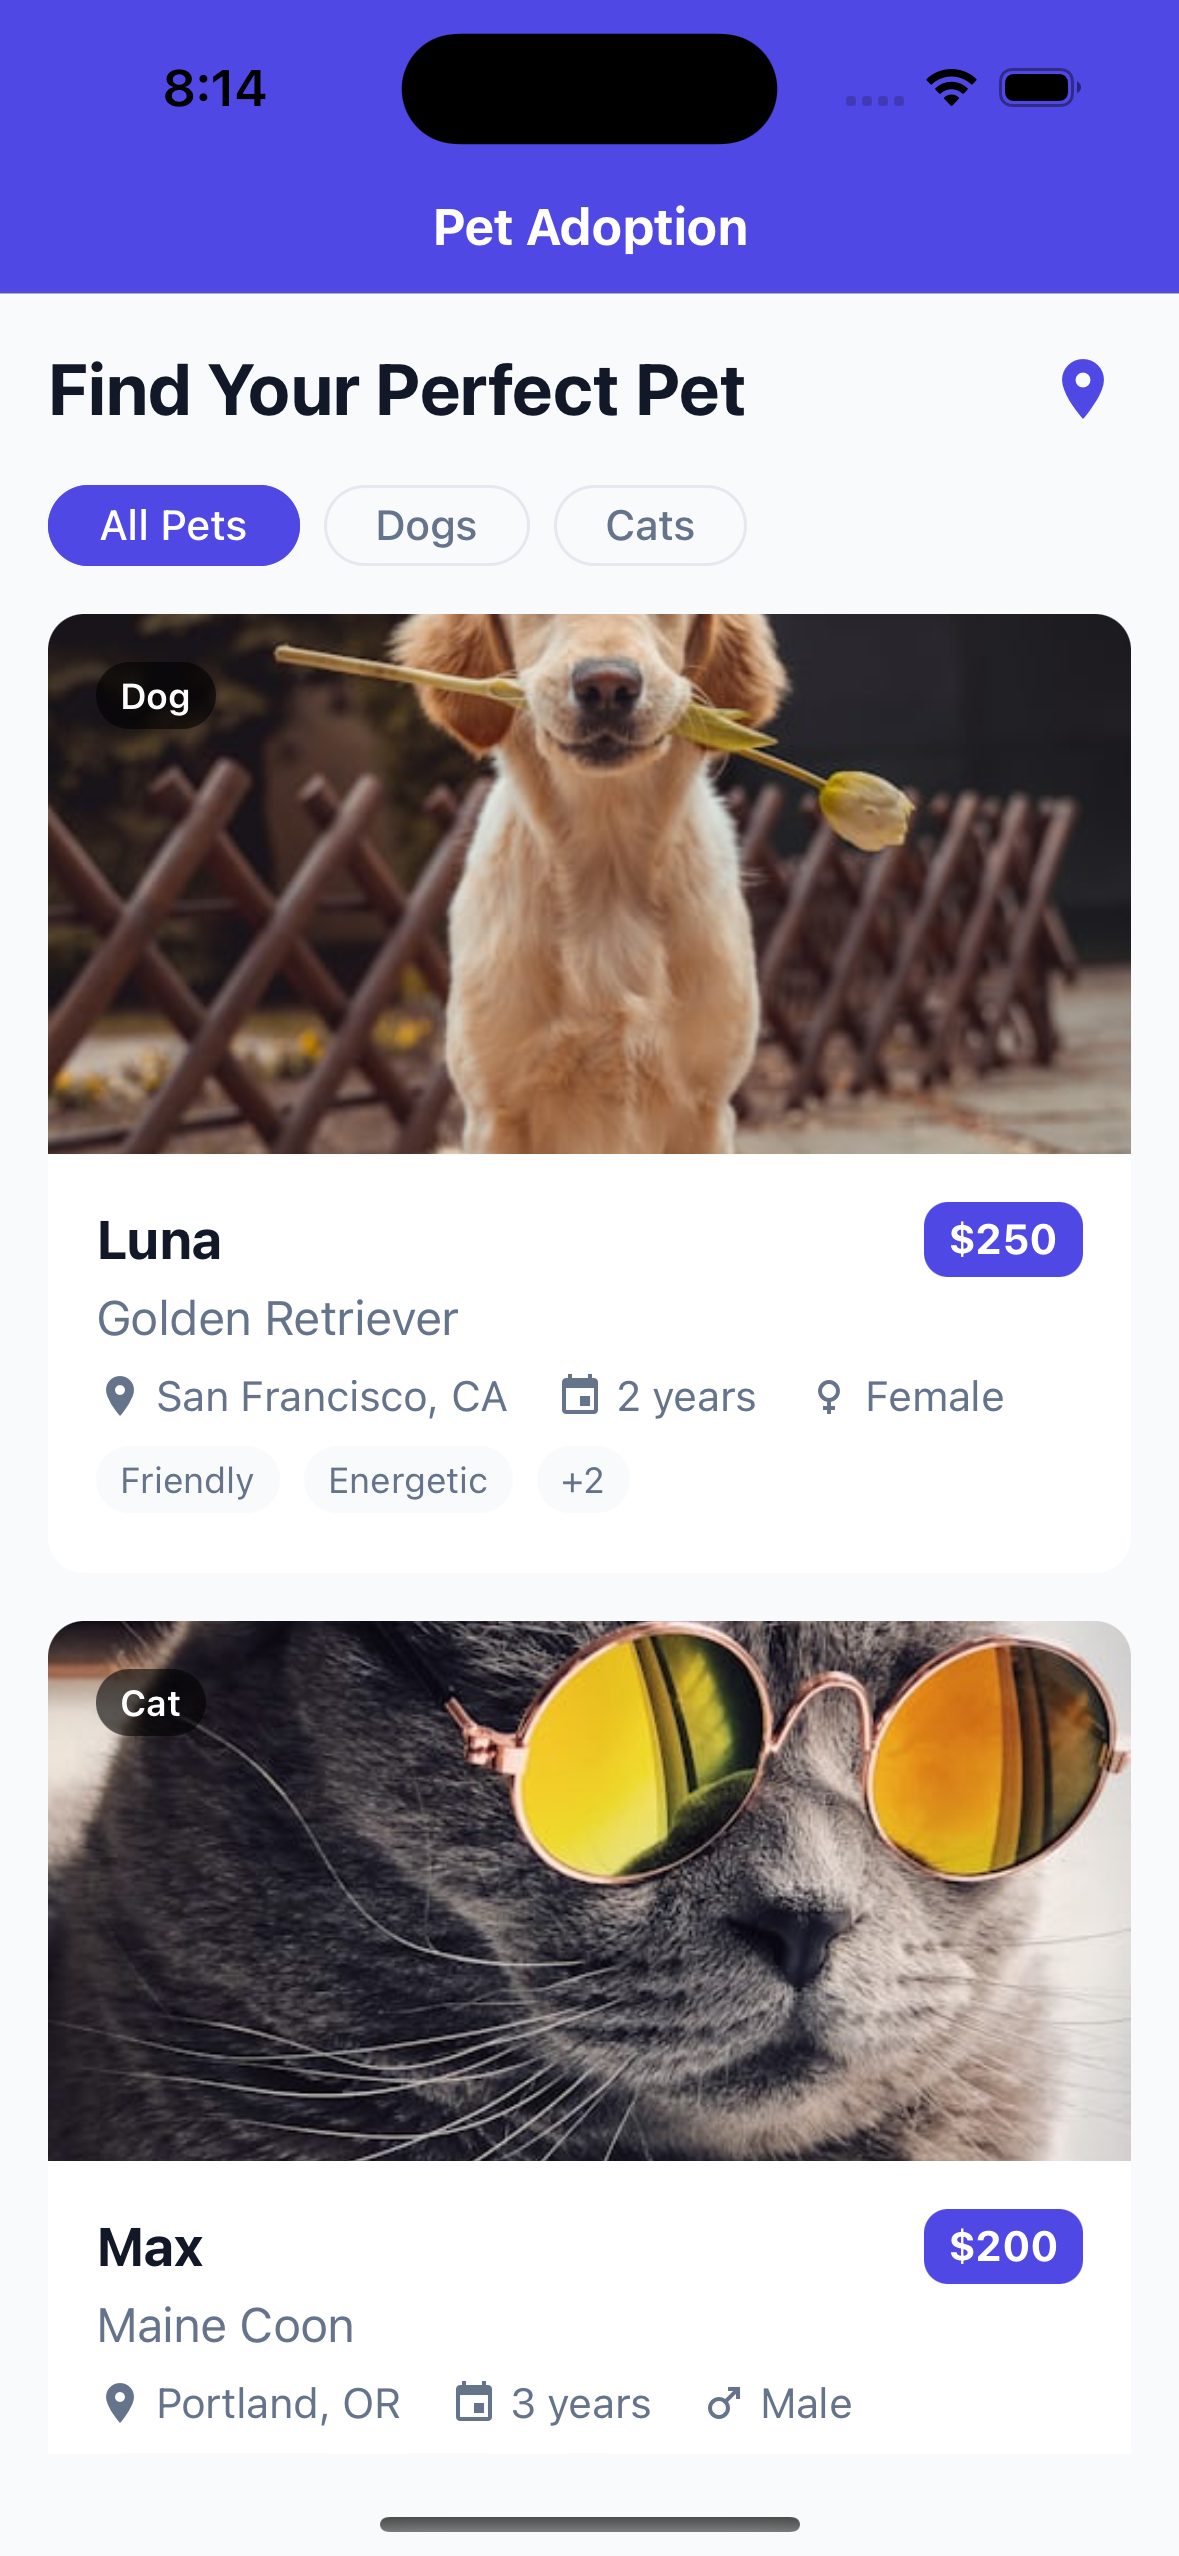 8:14
Pet Adoption
Find Your Perfect Pet
All Pets Dogs Cats
Dog
Luna $250
Golden Retriever
San Francisco, CA 2 years Female
Friendly Energetic +2
Cat
Max $200
Maine Coon
Portland, OR 3 years Male